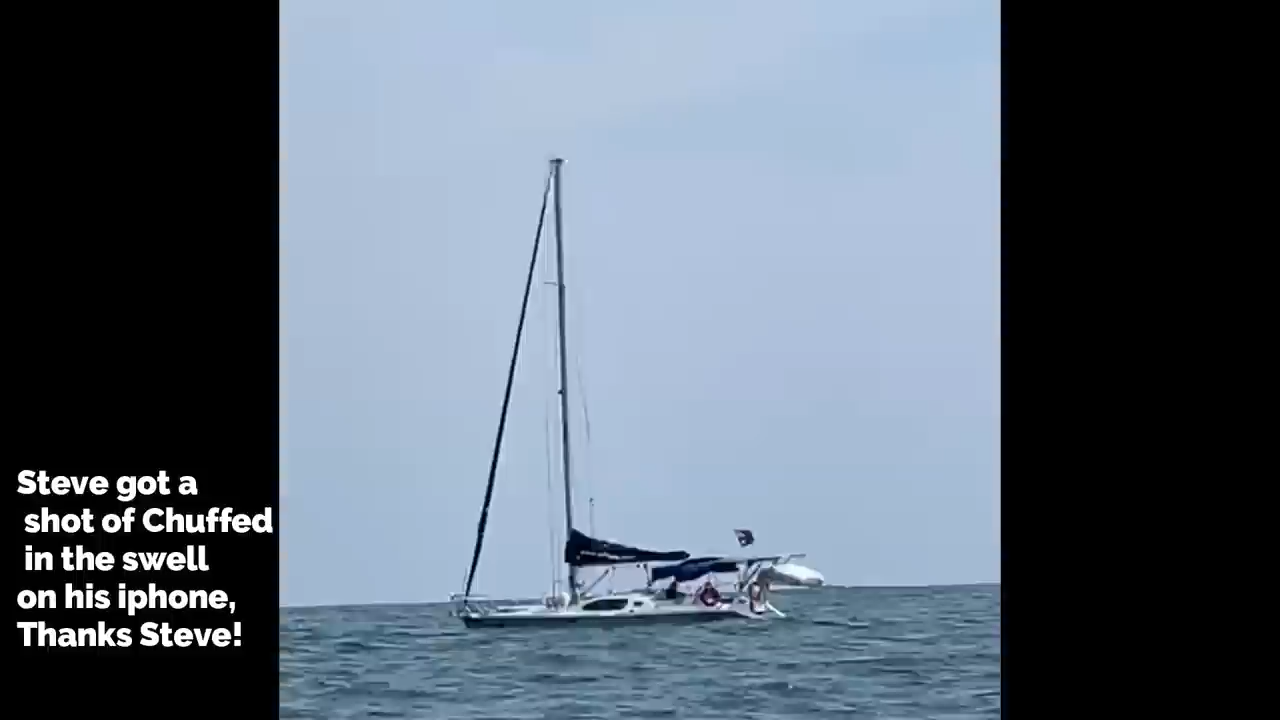 Steve got a
shot of Chuffed
in the swell
on his iphone,
Thanks Steve!